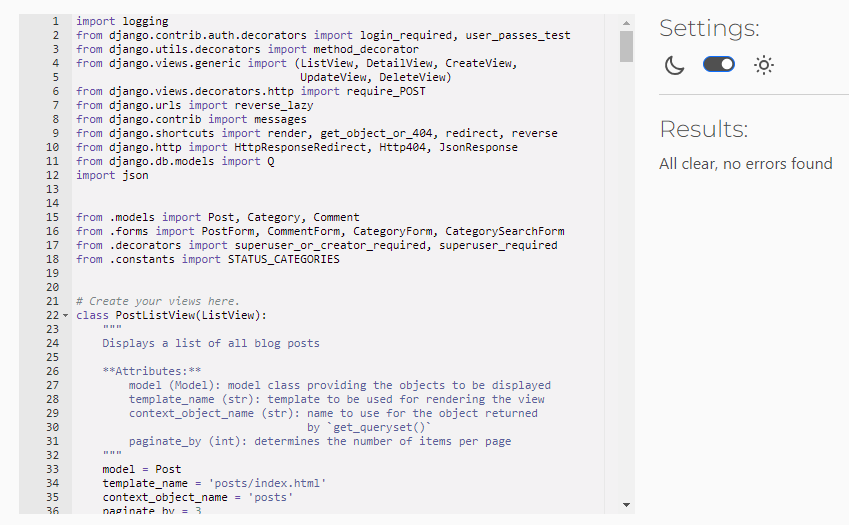 1 import logging
2 from django.contrib.auth.decorators import login_required, user_passes_test
3 from django.utils.decorators import method_decorator
4 from django.views.generic import (ListView, DetailView, CreateView,
5                                   UpdateView, DeleteView)
6 from django.views.decorators.http import require_POST
7 from django.urls import reverse_lazy
8 from django.contrib import messages
9 from django.shortcuts import render, get_object_or_404, redirect, reverse
10 from django.http import HttpResponseRedirect, Http404, JsonResponse
11 from django.db.models import Q
12 import json
13
14
15 from .models import Post, Category, Comment
16 from .forms import PostForm, CommentForm, CategoryForm, CategorySearchForm
17 from .decorators import superuser_or_creator_required, superuser_required
18 from .constants import STATUS_CATEGORIES
19
20
21 # Create your views here.
22 class PostListView(ListView):
23     """
24     Displays a list of all blog posts
25
26     **Attributes:**
27         model (Model): model class providing the objects to be displayed
28         template_name (str): template to be used for rendering the view
29         context_object_name (str): name to use for the object returned
30                                    by `get_queryset()`
31         paginate_by (int): determines the number of items per page
32     """
33     model = Post
34     template_name = 'posts/index.html'
35     context_object_name = 'posts'
36     paginate_by = 3
Settings:
Results:
All clear, no errors found